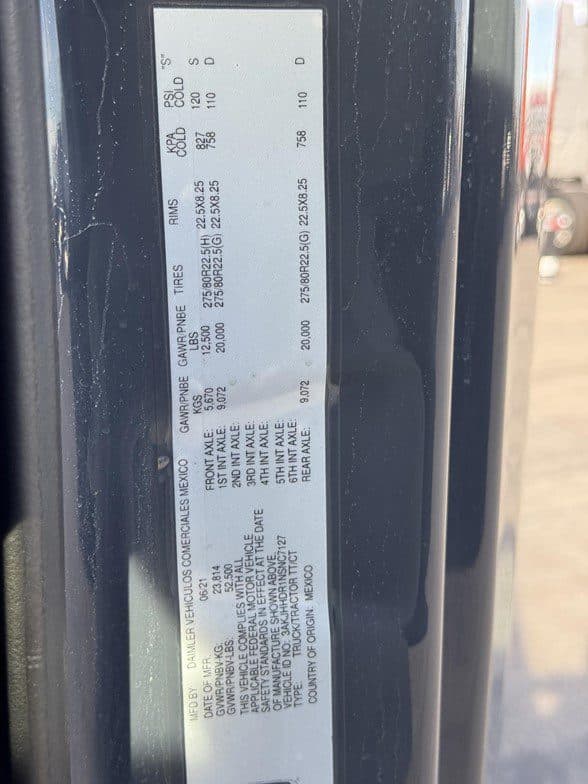 MFD BY: DAIMLER VEHICULOS COMERCIALES MEXICO
DATE OF MFR: 06/21
GVWR/PNBV-KG: 23,814
GVWR/PNBV-LBS: 52,500
THIS VEHICLE COMPLIES WITH ALL
APPLICABLE FEDERAL MOTOR VEHICLE
SAFETY STANDARDS IN EFFECT AT THE DATE
OF MANUFACTURE SHOWN ABOVE.
VEHICLE ID NO.: 3AKJHHDR1NSNC7127
TYPE: TRUCK/TRACTOR TT/CT
COUNTRY OF ORIGIN: MEXICO
GAWR/PNBE KGS GAWR/PNBE LBS TIRES RIMS KPA COLD PSI COLD "S"
FRONT AXLE: 5,670 12,500 275/80R22.5(H) 22.5X8.25 827 120 S
1ST INT AXLE: 9,072 20,000 275/80R22.5(G) 22.5X8.25 758 110 D
2ND INT AXLE:
3RD INT AXLE:
4TH INT AXLE:
5TH INT AXLE:
6TH INT AXLE:
REAR AXLE: 9,072 20,000 275/80R22.5(G) 22.5X8.25 758 110 D